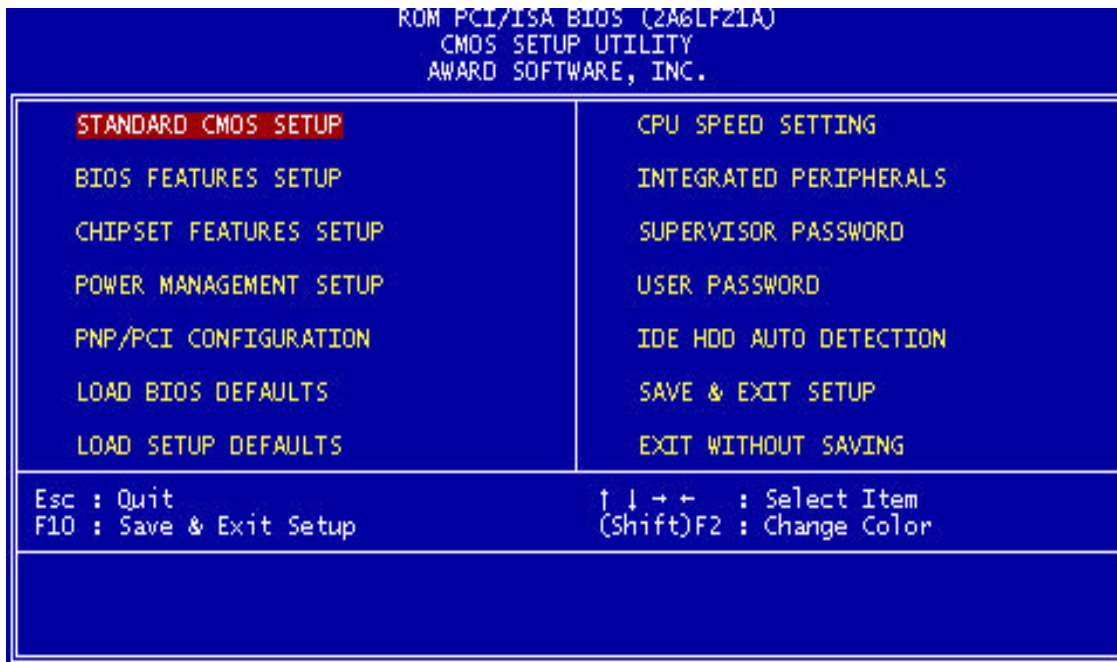 ROM PCI/ISA BIOS (2A6LF21A)
CMOS SETUP UTILITY
AWARD SOFTWARE, INC.
STANDARD CMOS SETUP
BIOS FEATURES SETUP
CHIPSET FEATURES SETUP
POWER MANAGEMENT SETUP
PNP/PCI CONFIGURATION
LOAD BIOS DEFAULTS
LOAD SETUP DEFAULTS
CPU SPEED SETTING
INTEGRATED PERIPHERALS
SUPERVISOR PASSWORD
USER PASSWORD
IDE HDD AUTO DETECTION
SAVE & EXIT SETUP
EXIT WITHOUT SAVING
Esc : Quit
F10 : Save & Exit Setup
↑ ↓ → ← : Select Item
(Shift)F2 : Change Color